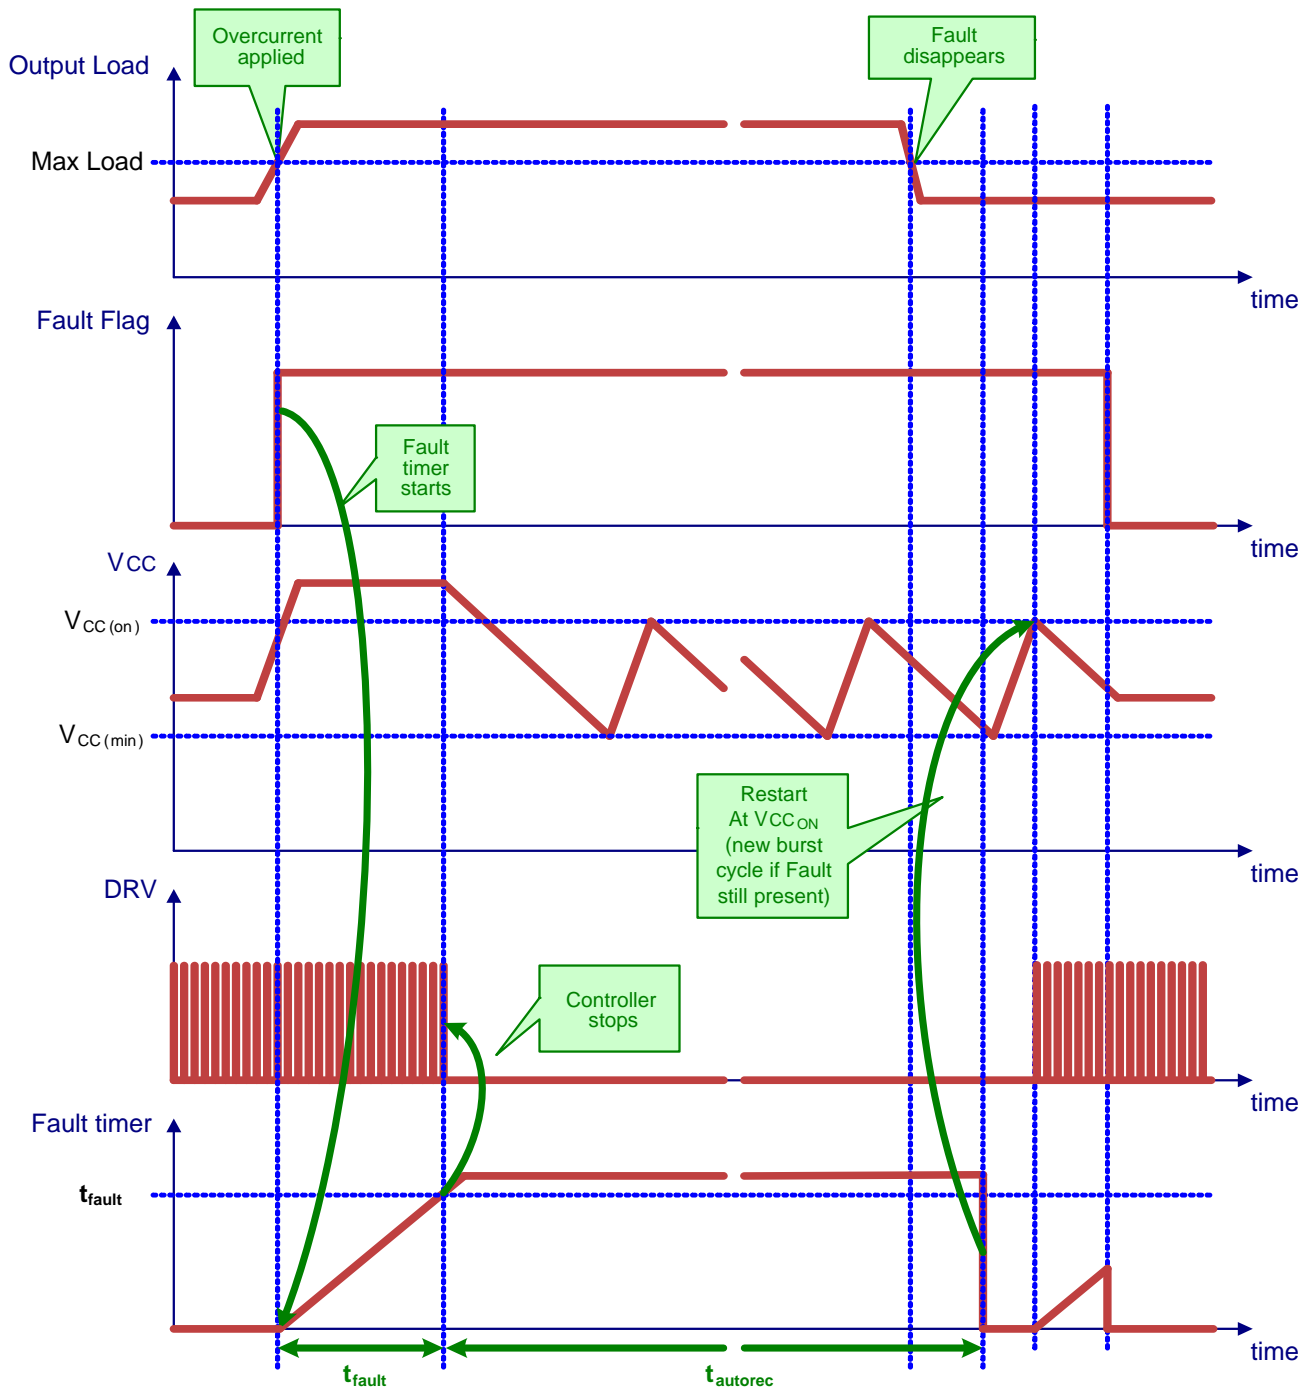 Overcurrent
applied
Fault
disappears
Output Load
Max Load
time
Fault Flag
Fault
timer
starts
time
VCC
VCC(on)
VCC(min)
Restart
At VCCON
(new burst
cycle if Fault
still present)
time
DRV
Controller
stops
time
Fault timer
tfault
time
tfault
tautorec